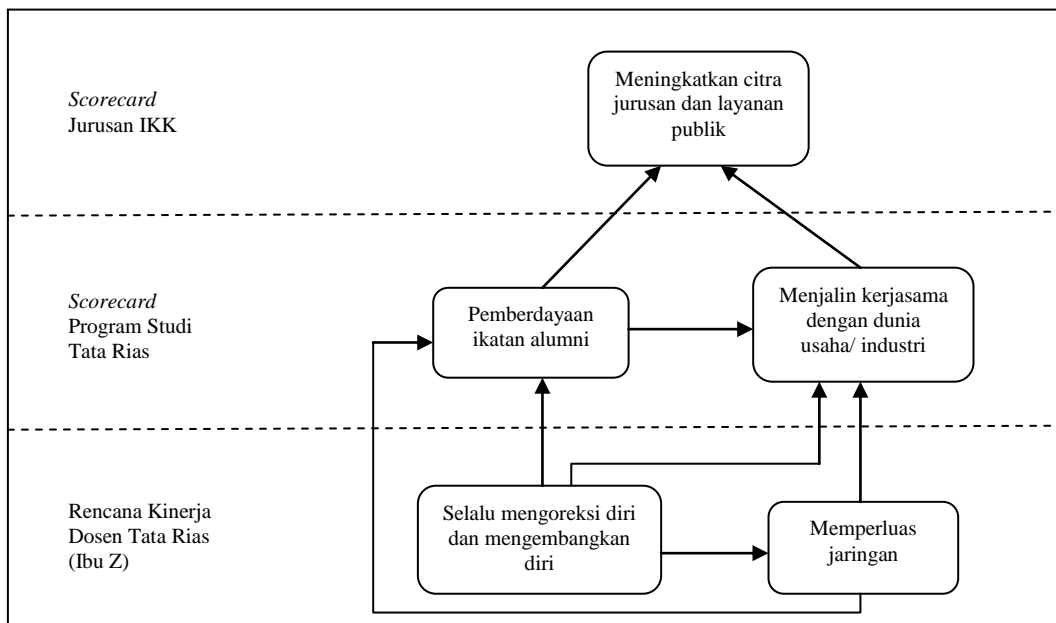 Scorecard
Jurusan IKK
Meningkatkan citra
jurusan dan layanan
publik
Scorecard
Program Studi
Tata Rias
Pemberdayaan
ikatan alumni
Menjalin kerjasama
dengan dunia
usaha/ industri
Rencana Kinerja
Dosen Tata Rias
(Ibu Z)
Selalu mengoreksi diri
dan mengembangkan
diri
Memperluas
jaringan